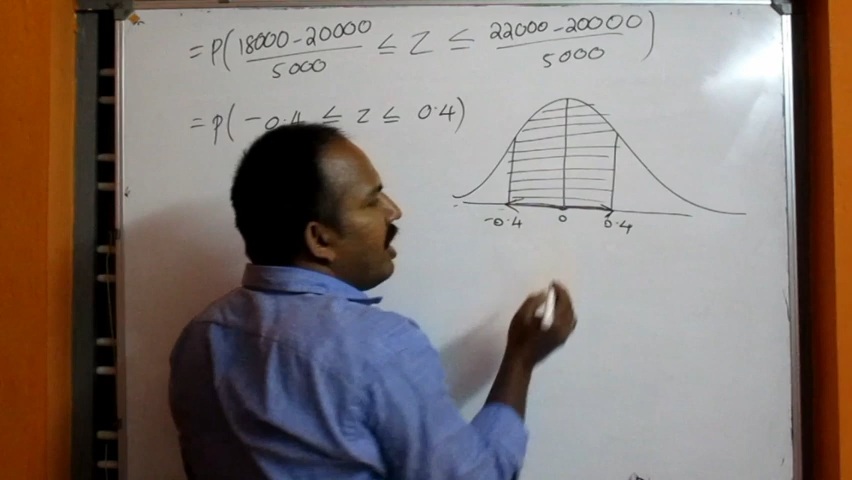 = P( 18000 - 20000 / 5000 ≤ Z ≤ 22000 - 20000 / 5000 )
= P( -0.4 ≤ Z ≤ 0.4 )
-0.4 0 0.4